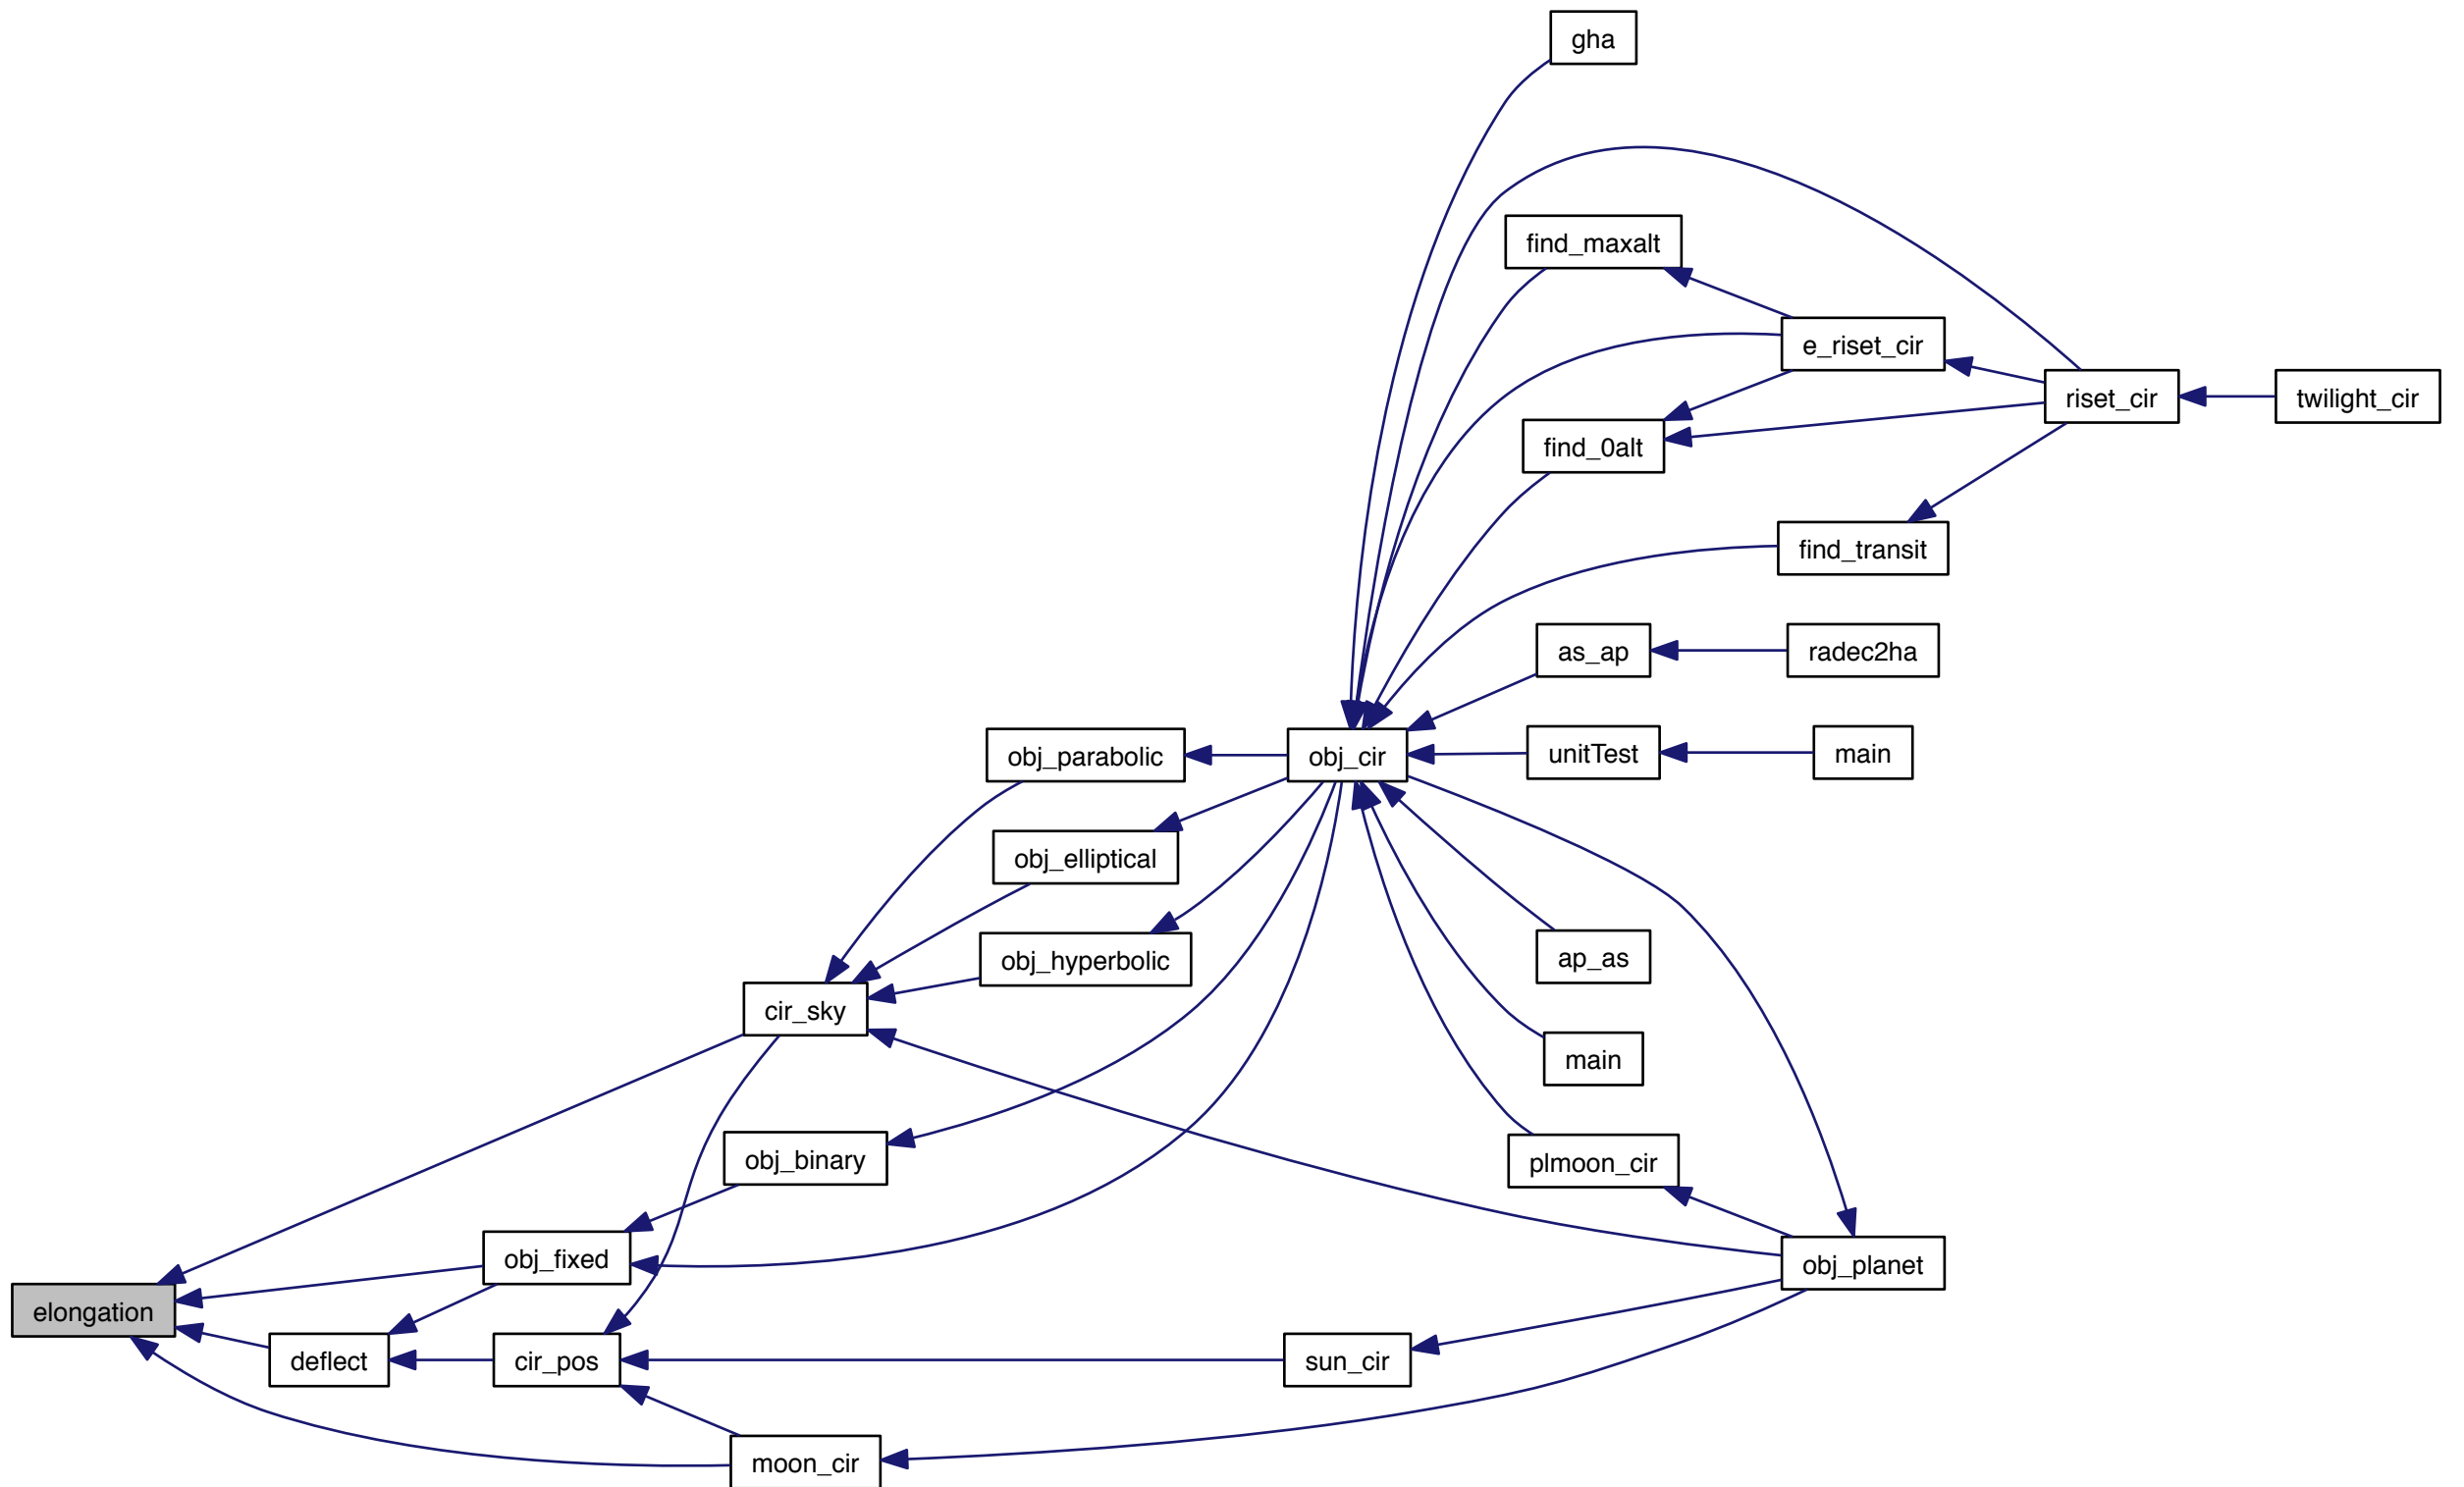 gha
find_maxalt
e_riset_cir
riset_cir
twilight_cir
find_0alt
find_transit
as_ap
radec2ha
obj_parabolic
obj_cir
unitTest
main
obj_elliptical
obj_hyperbolic
ap_as
cir_sky
main
obj_binary
plmoon_cir
obj_fixed
obj_planet
elongation
deflect
cir_pos
sun_cir
moon_cir